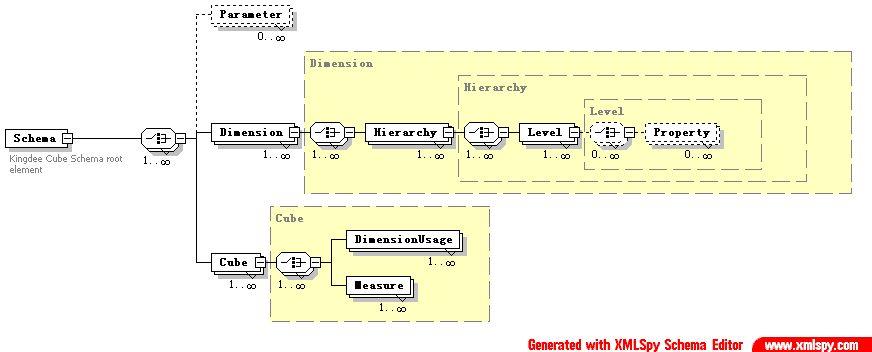 Parameter
0..∞
Dimension
Hierarchy
Level
Schema
Dimension
Hierarchy
Level
Property
Kingdee Cube Schema root
element
1..∞
1..∞
1..∞
1..∞
1..∞
1..∞
0..∞
0..∞
Cube
DimensionUsage
1..∞
Cube
1..∞
1..∞
Measure
1..∞
Generated with XMLSpy Schema Editor
www.xmlspy.com